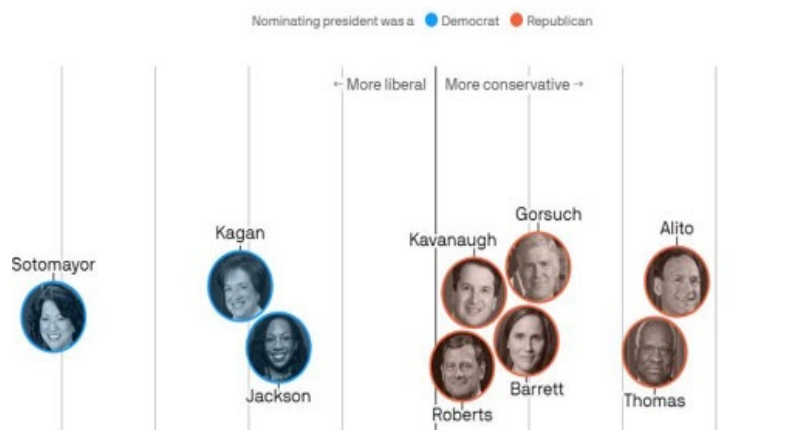 Nominating president was a Democrat Republican
← More liberal More conservative →
Gorsuch
Kagan
Kavanaugh
Alito
Sotomayor
Jackson
Barrett
Thomas
Roberts